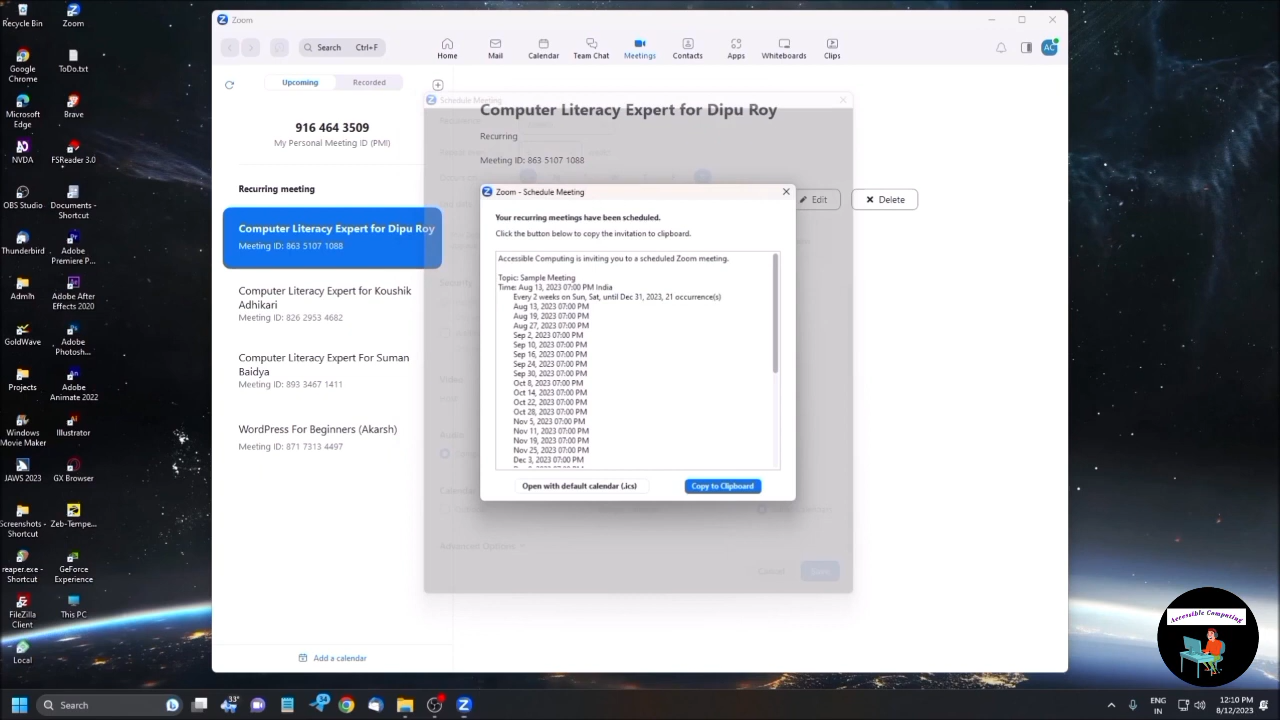 Recycle Bin
Zoom
Google Chrome
ToDo.txt
Microsoft Edge
Brave
NVDA
FSReader 3.0
OBS Studio
Documents - Shortcut
Thunderbird
Adobe Premiere P...
Adobe After Effects 2020
GoldWave
Adobe Photosh...
Adobe Animate 2022
Windows Movie Maker
Illustrator
JAWS 2023
GX Browser
Screenshots - Shortcut
Zeb-Tempe...
reaper.exe - Shortcut
GeForce Experience
FileZilla Client
This PC
Local
Zoom
Search Ctrl+F
Home
Mail
Calendar
Team Chat
Meetings
Contacts
Apps
Whiteboards
Clips
AC
Upcoming
Recorded
916 464 3509
My Personal Meeting ID (PMI)
Recurring meeting
Computer Literacy Expert for Dipu Roy
Meeting ID: 863 5107 1088
Computer Literacy Expert for Koushik
Adhikari
Meeting ID: 826 2953 4682
Computer Literacy Expert For Suman
Baidya
Meeting ID: 893 3467 1411
WordPress For Beginners (Akarsh)
Meeting ID: 871 7313 4497
Add a calendar
Schedule Meeting
Computer Literacy Expert for Dipu Roy
Recurring
Meeting ID: 863 5107 1088
Edit
Delete
Zoom - Schedule Meeting
Your recurring meetings have been scheduled.
Click the button below to copy the invitation to clipboard.
Accessible Computing is inviting you to a scheduled Zoom meeting.
Topic: Sample Meeting
Time: Aug 13, 2023 07:00 PM India
Every 2 weeks on Sun, Sat, until Dec 31, 2023, 21 occurrence(s)
Aug 13, 2023 07:00 PM
Aug 19, 2023 07:00 PM
Aug 27, 2023 07:00 PM
Sep 2, 2023 07:00 PM
Sep 10, 2023 07:00 PM
Sep 16, 2023 07:00 PM
Sep 24, 2023 07:00 PM
Sep 30, 2023 07:00 PM
Oct 8, 2023 07:00 PM
Oct 14, 2023 07:00 PM
Oct 22, 2023 07:00 PM
Oct 28, 2023 07:00 PM
Nov 5, 2023 07:00 PM
Nov 11, 2023 07:00 PM
Nov 19, 2023 07:00 PM
Nov 25, 2023 07:00 PM
Dec 3, 2023 07:00 PM
Open with default calendar (.ics)
Copy to Clipboard
Video
Audio
Advanced Options
Cancel
Save
Accessible Computing
Search
33°
34
ENG
IN
12:10 PM
8/12/2023